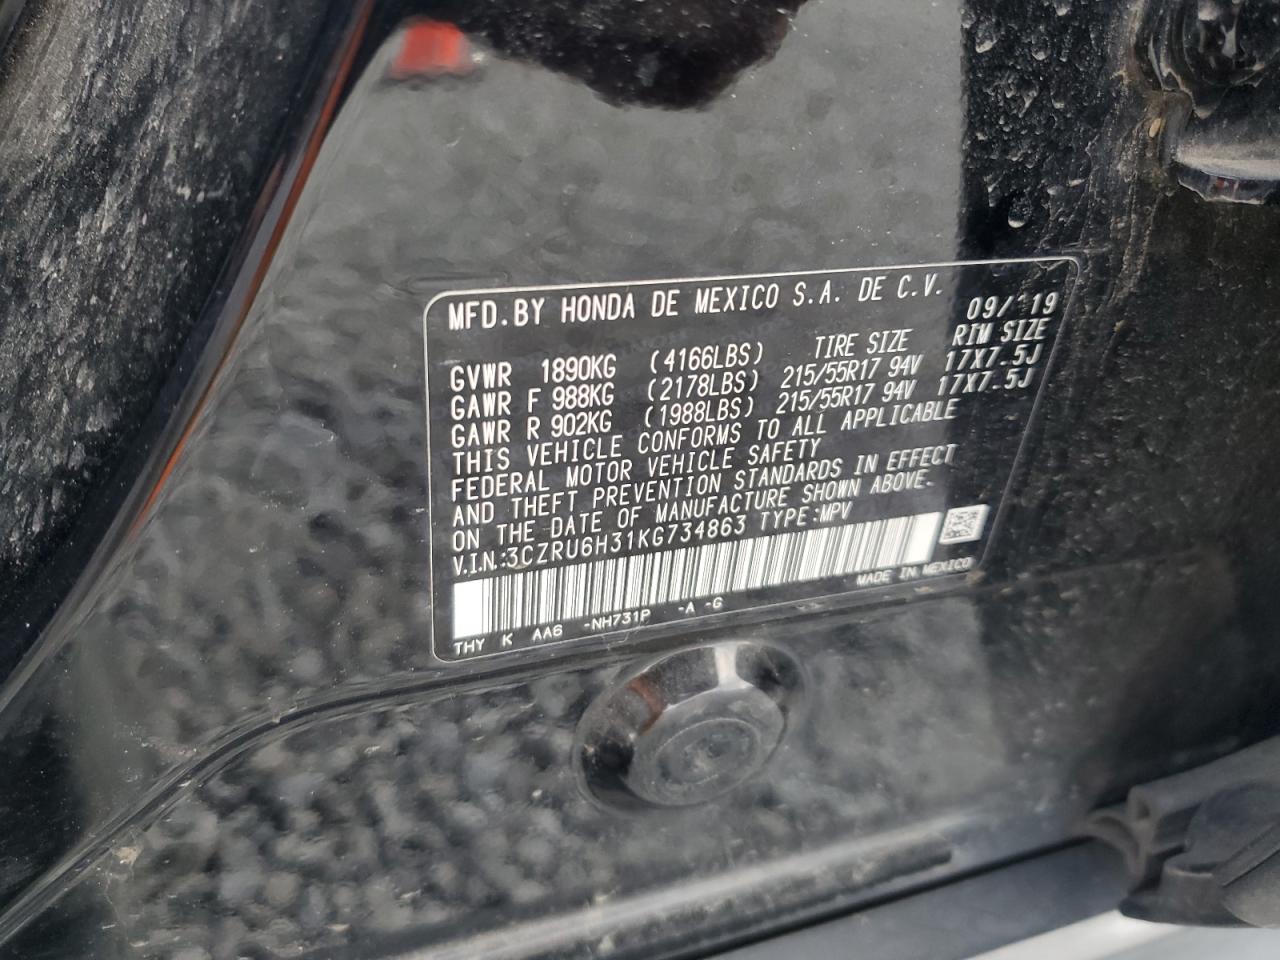 MFD.BY HONDA DE MEXICO S.A. DE C.V. 09/19
GVWR 1890KG (4166LBS) TIRE SIZE RIM SIZE
GAWR F 988KG (2178LBS) 215/55R17 94V 17X7.5J
GAWR R 902KG (1988LBS) 215/55R17 94V 17X7.5J
THIS VEHICLE CONFORMS TO ALL APPLICABLE
FEDERAL MOTOR VEHICLE SAFETY
AND THEFT PREVENTION STANDARDS IN EFFECT
ON THE DATE OF MANUFACTURE SHOWN ABOVE.
V.I.N.:3CZRU6H31KG734863 TYPE:MPV
MADE IN MEXICO
THY K AA6 -NH731P -A -G